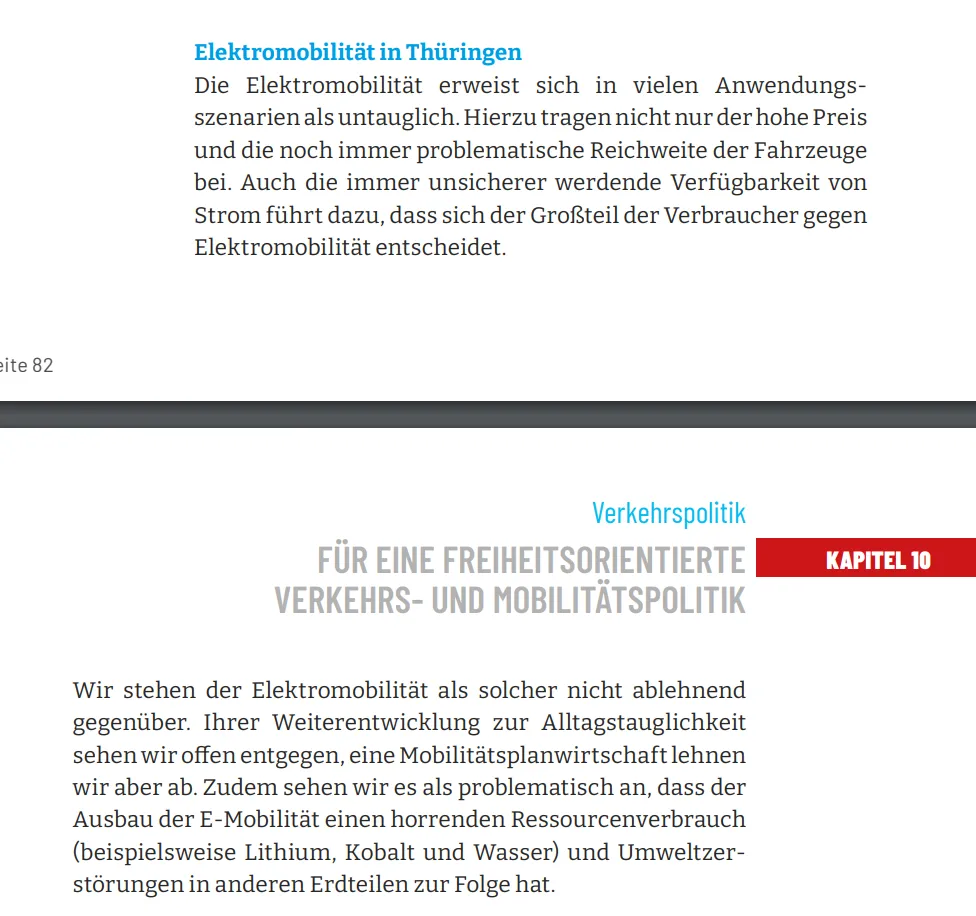 Elektromobilität in Thüringen
Die Elektromobilität erweist sich in vielen Anwendungs-
szenarien als untauglich. Hierzu tragen nicht nur der hohe Preis
und die noch immer problematische Reichweite der Fahrzeuge
bei. Auch die immer unsicherer werdende Verfügbarkeit von
Strom führt dazu, dass sich der Großteil der Verbraucher gegen
Elektromobilität entscheidet.
eite 82
Verkehrspolitik
FÜR EINE FREIHEITSORIENTIERTE
KAPITEL 10
VERKEHRS- UND MOBILITÄTSPOLITIK
Wir stehen der Elektromobilität als solcher nicht ablehnend
gegenüber. Ihrer Weiterentwicklung zur Alltagstauglichkeit
sehen wir offen entgegen, eine Mobilitätsplanwirtschaft lehnen
wir aber ab. Zudem sehen wir es als problematisch an, dass der
Ausbau der E-Mobilität einen horrenden Ressourcenverbrauch
(beispielsweise Lithium, Kobalt und Wasser) und Umweltzer-
störungen in anderen Erdteilen zur Folge hat.